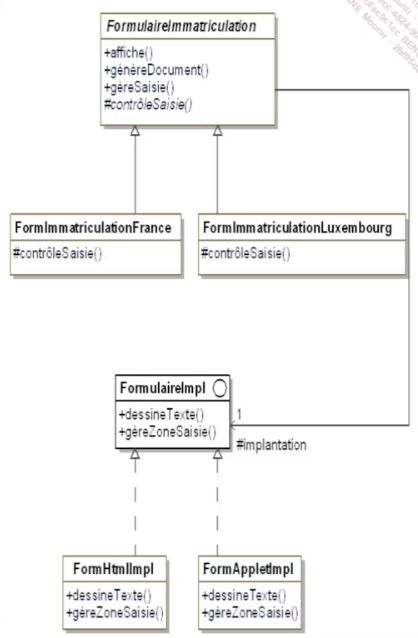 FormulaireImmatriculation
+affiche()
+génèreDocument()
+gèreSaisie()
#contrôleSaisie()
FormImmatriculationFrance
#contrôleSaisie()
FormImmatriculationLuxembourg
#contrôleSaisie()
FormulaireImpl
+dessineTexte()
+gèreZoneSaisie()
1
#implantation
FormHtmlImpl
+dessineTexte()
+gèreZoneSaisie()
FormAppletImpl
+dessineTexte()
+gèreZoneSaisie()